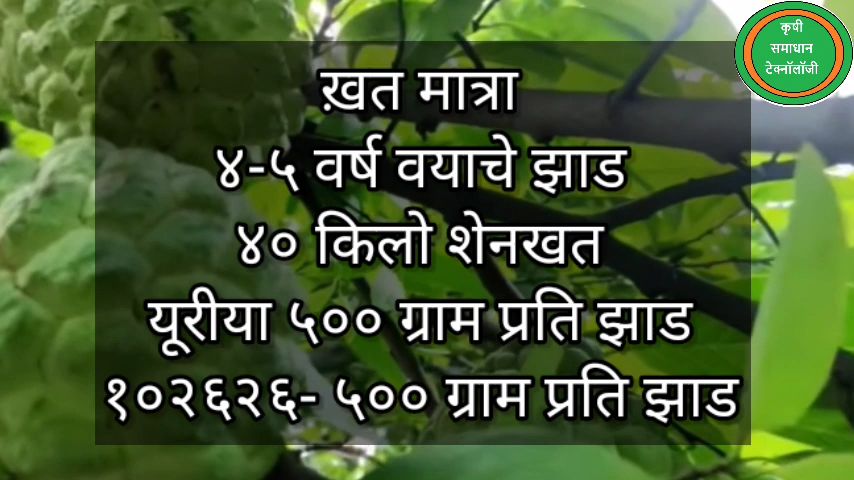 कृषी
समाधान
टेक्नॉलॉजी
ख़त मात्रा
४-५ वर्ष वयाचे झाड
४० किलो शेनखत
यूरीया ५०० ग्राम प्रति झाड
१०२६२६- ५०० ग्राम प्रति झाड